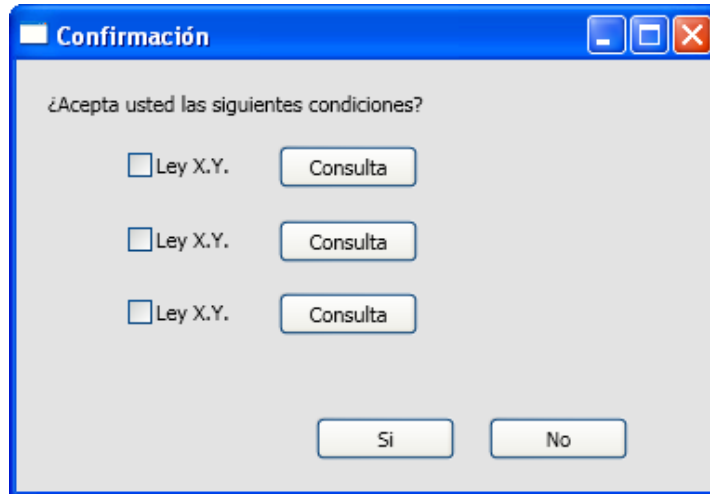 Confirmación
¿Acepta usted las siguientes condiciones?
Ley X.Y. Consulta
Ley X.Y. Consulta
Ley X.Y. Consulta
Si No